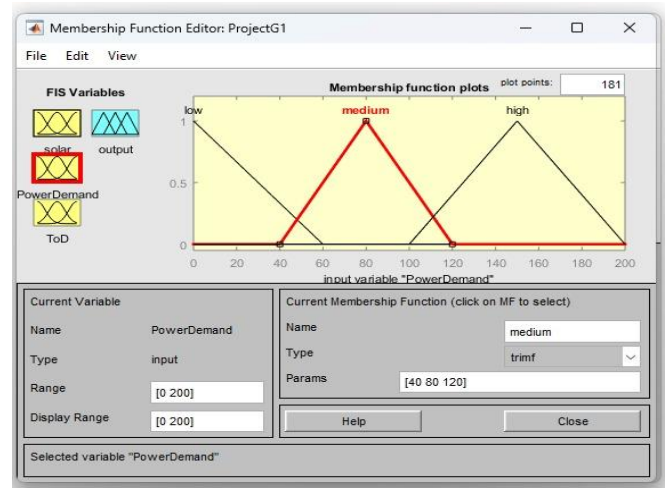 Membership Function Editor: ProjectG1
File Edit View
FIS Variables
solar
output
PowerDemand
ToD
Membership function plots
plot points:
181
low
medium
high
1
0.5
0
0 20 40 60 80 100 120 140 160 180 200
input variable "PowerDemand"
Current Variable
Name PowerDemand
Type input
Range [0 200]
Display Range [0 200]
Current Membership Function (click on MF to select)
Name medium
Type trimf
Params [40 80 120]
Help
Close
Selected variable "PowerDemand"